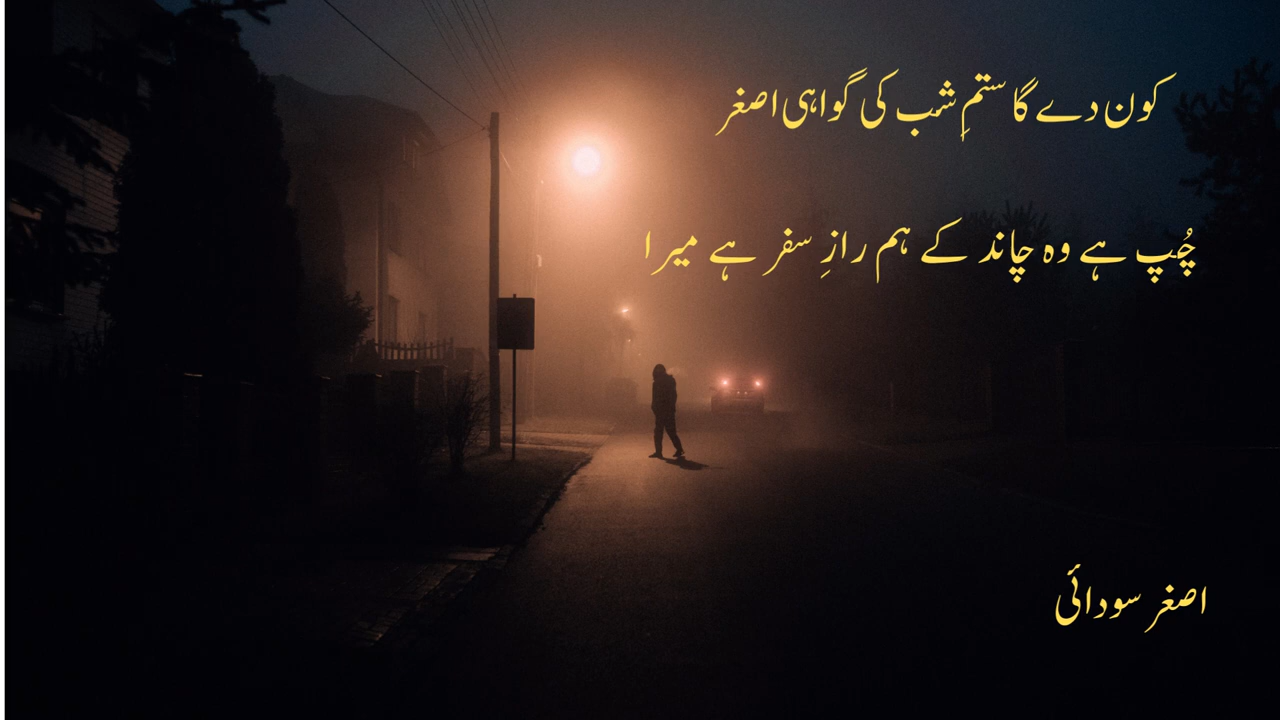 کون دے گا ستمِ شب کی گواہی اصغر
چُپ ہے وہ چاند کے ہم رازِ سفر ہے میرا
اصغر سودائی